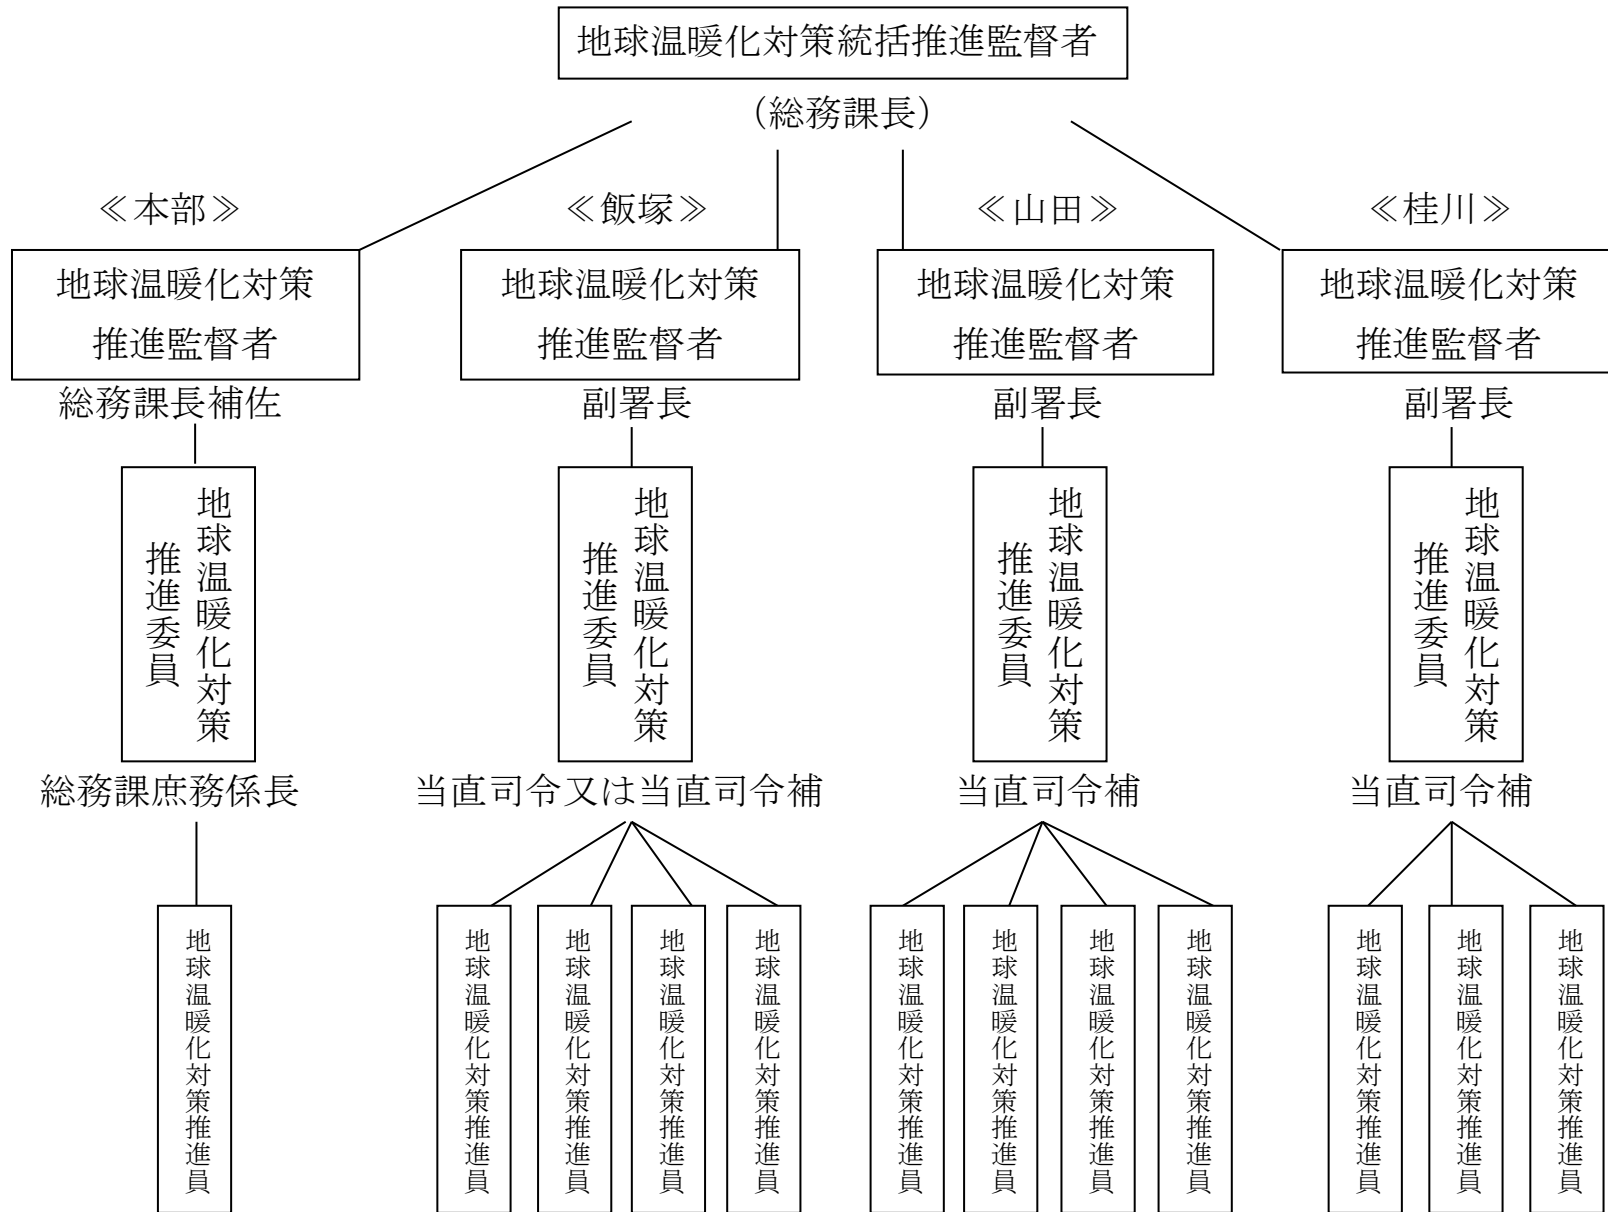 地球温暖化対策統括推進監督者
（総務課長）
≪本部≫
≪飯塚≫
≪山田≫
≪桂川≫
地球温暖化対策
推進監督者
地球温暖化対策
推進監督者
地球温暖化対策
推進監督者
地球温暖化対策
推進監督者
総務課長補佐
副署長
副署長
副署長
地球温暖化対策
推進委員
地球温暖化対策
推進委員
地球温暖化対策
推進委員
地球温暖化対策
推進委員
総務課庶務係長
当直司令又は当直司令補
当直司令補
当直司令補
地球温暖化対策推進員
地球温暖化対策推進員
地球温暖化対策推進員
地球温暖化対策推進員
地球温暖化対策推進員
地球温暖化対策推進員
地球温暖化対策推進員
地球温暖化対策推進員
地球温暖化対策推進員
地球温暖化対策推進員
地球温暖化対策推進員
地球温暖化対策推進員